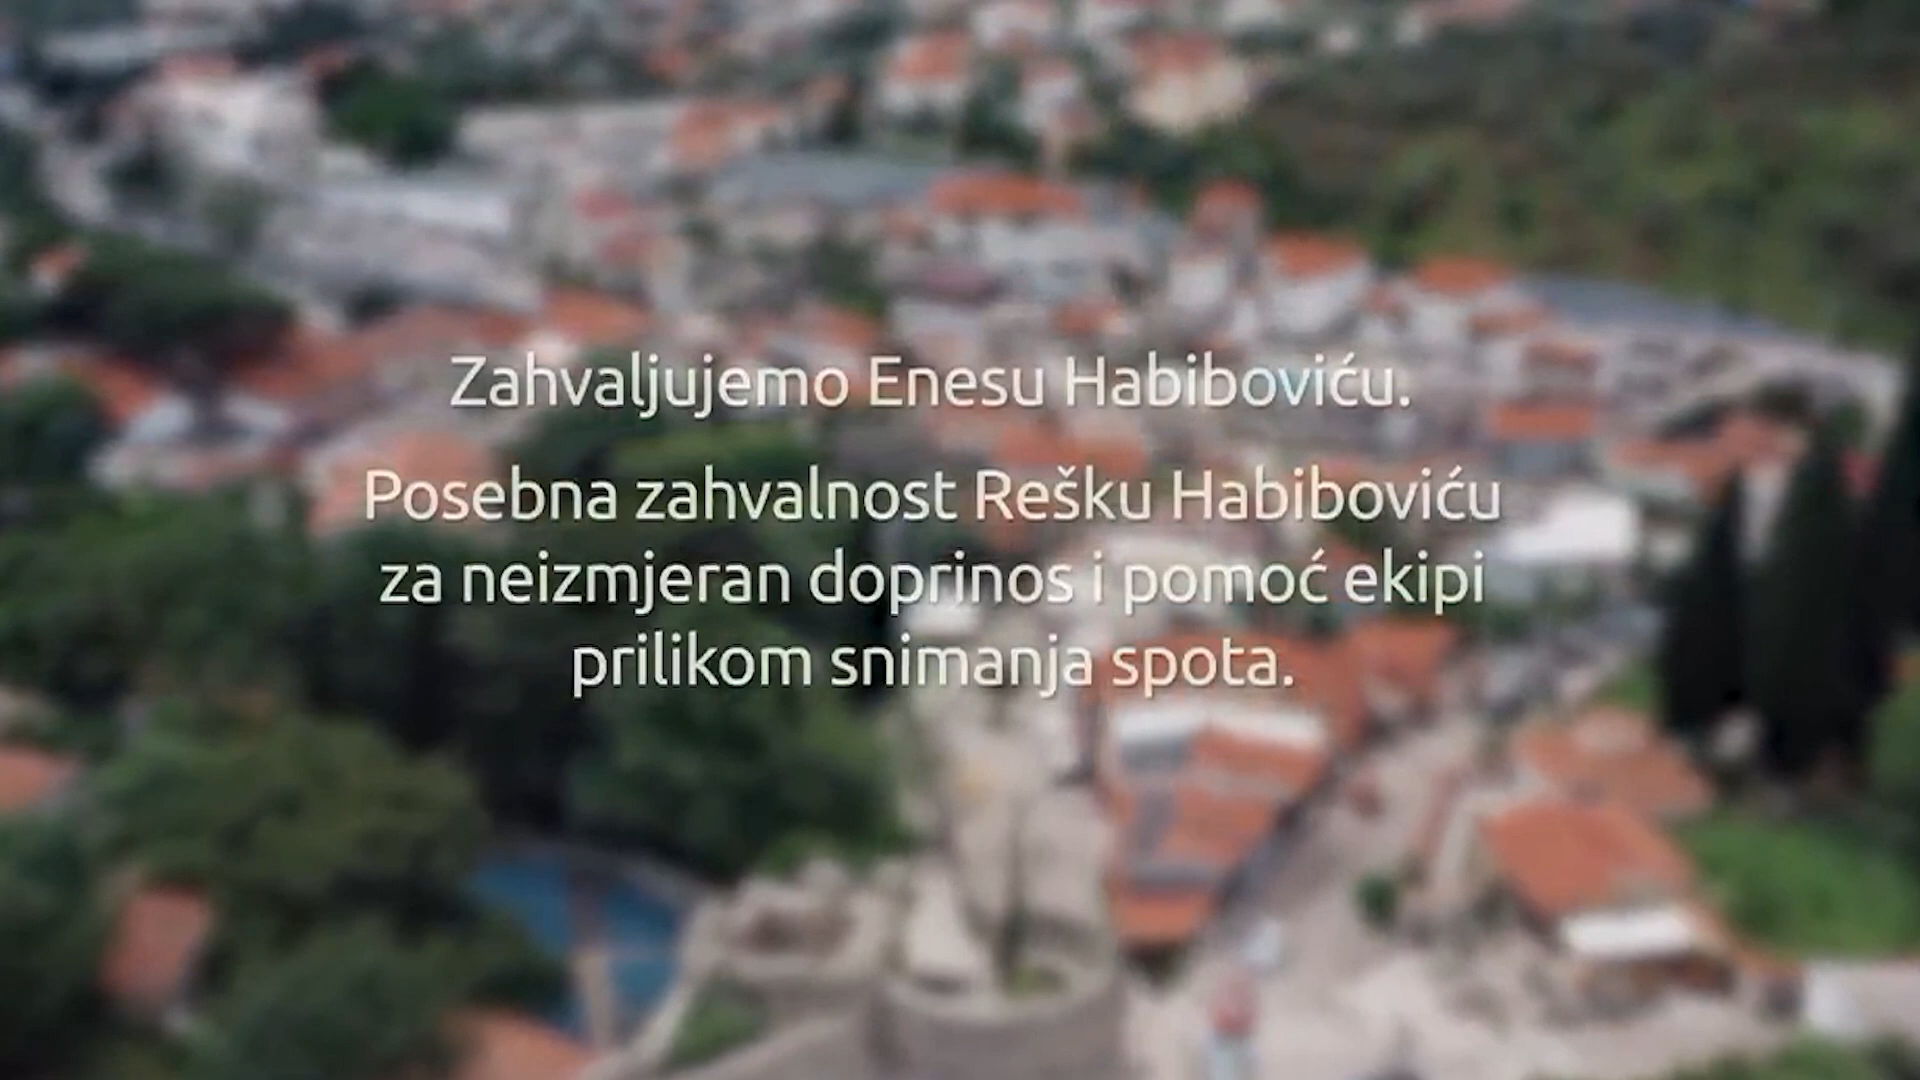 Zahvaljujemo Enesu Habiboviću.
Posebna zahvalnost Rešku Habiboviću
za neizmjeran doprinos i pomoć ekipi
prilikom snimanja spota.